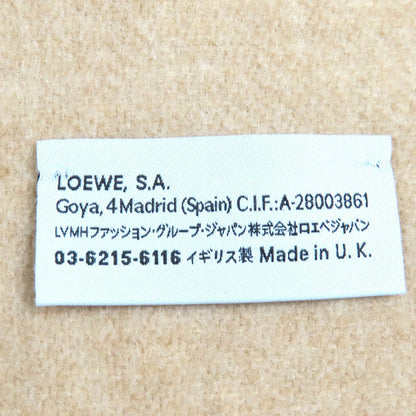 LOEWE, S.A.
Goya, 4 Madrid (Spain) C.I.F.:A-28003861
LVMHファッション・グループ・ジャパン株式会社ロエベジャパン
03-6215-6116 イギリス製 Made in U. K.